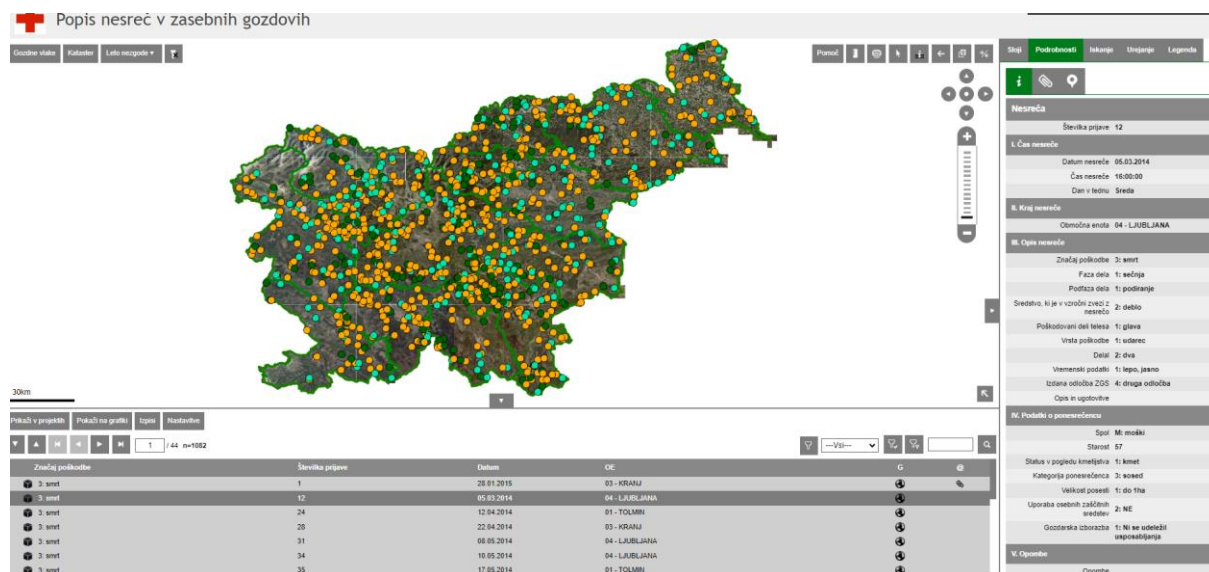 Popis nesreč v zasebnih gozdovih
Gozdne vlake Kataster Leto nezgode ▾
Pomoč
30km
Prikaži v projektih Pokaži na grafiki Izpisi Nastavitve
1 / 44 n=1082
---Vsi---
Značaj poškodbe Številka prijave Datum OE G @
3: smrt 1 28.01.2015 03 - KRANJ
3: smrt 12 05.03.2014 04 - LJUBLJANA
3: smrt 24 12.04.2014 01 - TOLMIN
3: smrt 28 22.04.2014 03 - KRANJ
3: smrt 31 08.05.2014 04 - LJUBLJANA
3: smrt 34 10.05.2014 04 - LJUBLJANA
3: smrt 35 17.05.2014 01 - TOLMIN
Sloji Podrobnosti Iskanje Urejanje Legenda
Nesreča
Številka prijave 12
I. Čas nesreče
Datum nesreče 05.03.2014
Čas nesreče 16:00:00
Dan v tednu Sreda
II. Kraj nesreče
Območna enota 04 - LJUBLJANA
III. Opis nesreče
Značaj poškodbe 3: smrt
Faza dela 1: sečnja
Podfaza dela 1: podiranje
Sredstvo, ki je v vzročni zvezi z
nesrečo 2: deblo
Poškodovani deli telesa 1: glava
Vrsta poškodbe 1: udarec
Delal 2: dva
Vremenski podatki 1: lepo, jasno
Izdana odločba ZGS 4: druga odločba
Opis in ugotovitve
IV. Podatki o ponesrečencu
Spol M: moški
Starost 57
Status v pogledu kmetijstva 1: kmet
Kategorija ponesrečenca 3: sosed
Velikost posesti 1: do 1ha
Uporaba osebnih zaščitnih
sredstev 2: NE
Gozdarska izborazba 1: Ni se udeležil
usposabljanja
V. Opombe
Opombe